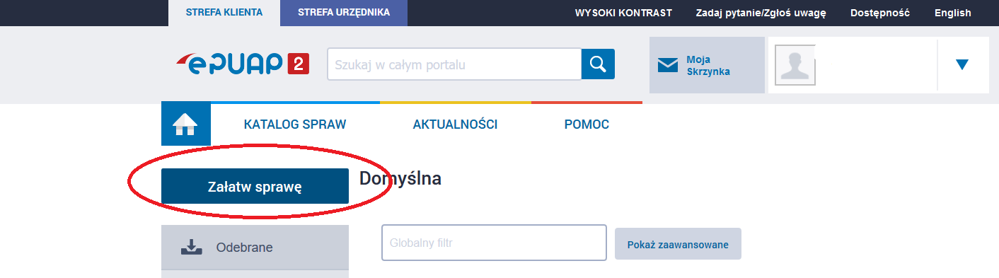 STREFA KLIENTA STREFA URZĘDNIKA WYSOKI KONTRAST Zadaj pytanie/Zgłoś uwagę Dostępność English
ePUAP 2 Szukaj w całym portalu Moja
Skrzynka
KATALOG SPRAW AKTUALNOŚCI POMOC
Załatw sprawę Domyślna
Odebrane Globalny filtr Pokaż zaawansowane